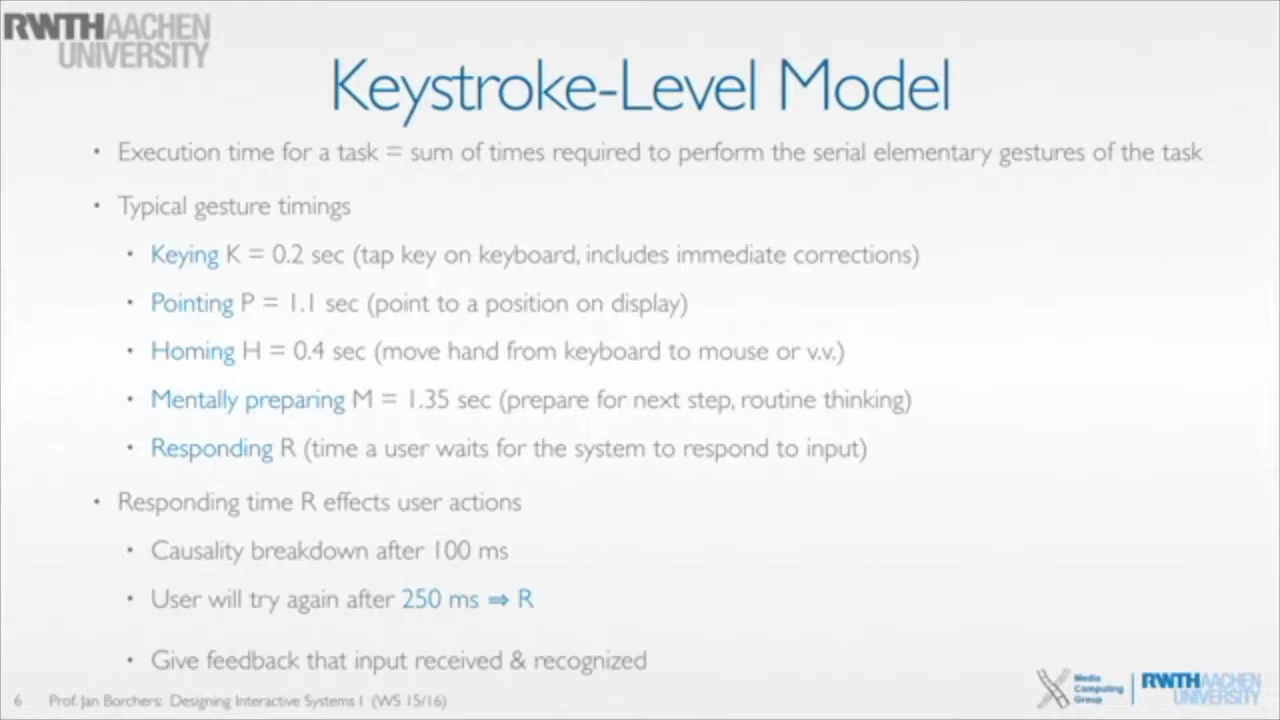 RWTHAACHEN
UNIVERSITY
Keystroke-Level Model
• Execution time for a task = sum of times required to perform the serial elementary gestures of the task
• Typical gesture timings
• Keying K = 0.2 sec (tap key on keyboard, includes immediate corrections)
• Pointing P = 1.1 sec (point to a position on display)
• Homing H = 0.4 sec (move hand from keyboard to mouse or v.v.)
• Mentally preparing M = 1.35 sec (prepare for next step, routine thinking)
• Responding R (time a user waits for the system to respond to input)
• Responding time R effects user actions
• Causality breakdown after 100 ms
• User will try again after 250 ms ⇒ R
• Give feedback that input received & recognized
6 Prof. Jan Borchers: Designing Interactive Systems I (WS 15/16)
Media
Computing
Group
RWTHAACHEN
UNIVERSITY